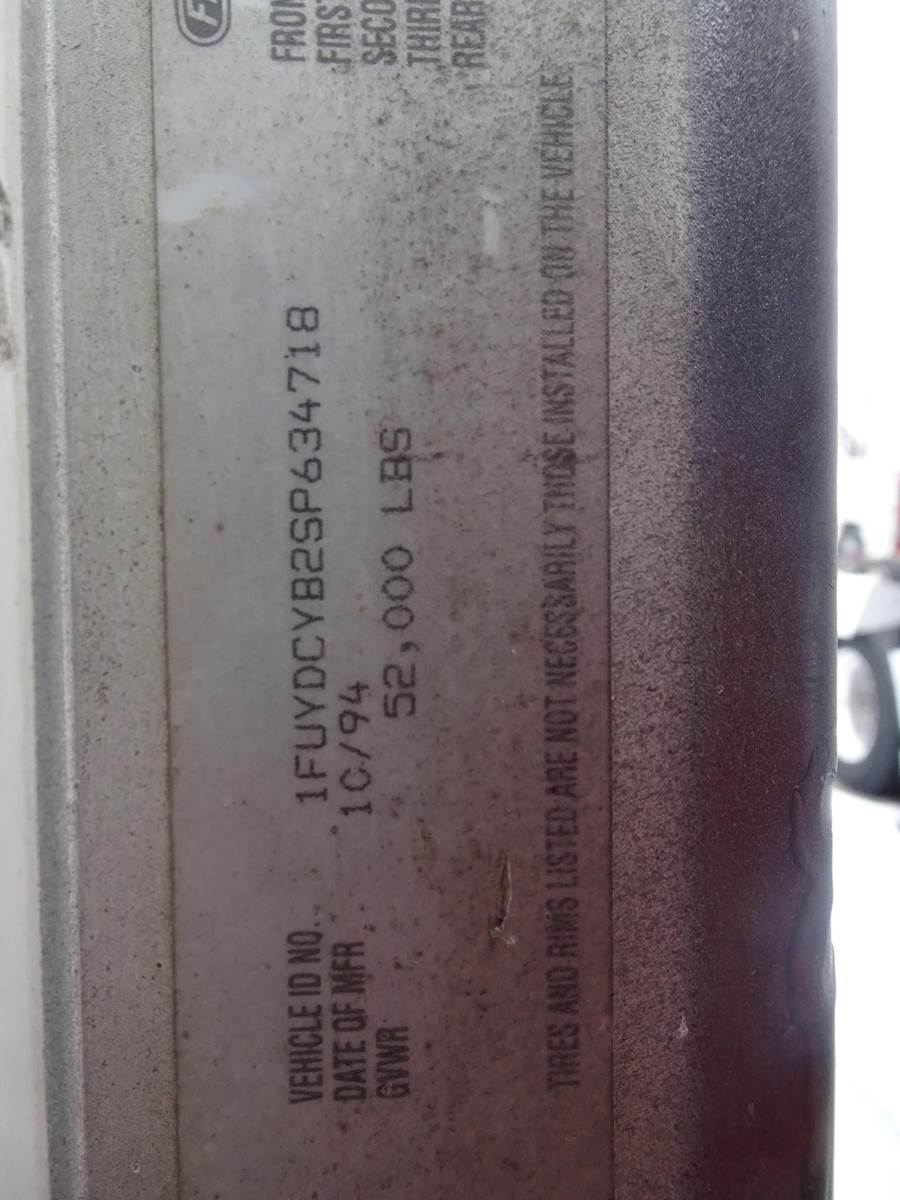 VEHICLE ID NO. 1FUYDCYB2SP634718
DATE OF MFR 10/94
GVWR 52,000 LBS
TIRES AND RIMS LISTED ARE NOT NECESSARILY THOSE INSTALLED ON THE VEHICLE
FRON
FIRST
SECO
THIR
REAR